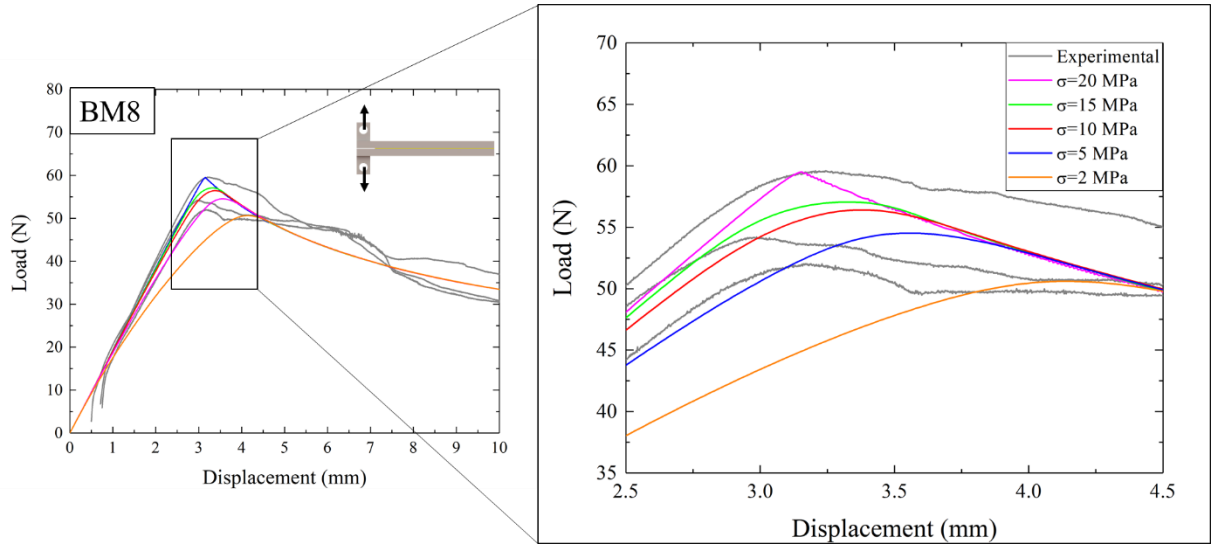 BM8
80
70
60
50
40
30
20
10
0
Load (N)
0 1 2 3 4 5 6 7 8 9 10
Displacement (mm)
70
65
60
55
50
45
40
35
Load (N)
2.5 3.0 3.5 4.0 4.5
Displacement (mm)
Experimental
σ=20 MPa
σ=15 MPa
σ=10 MPa
σ=5 MPa
σ=2 MPa